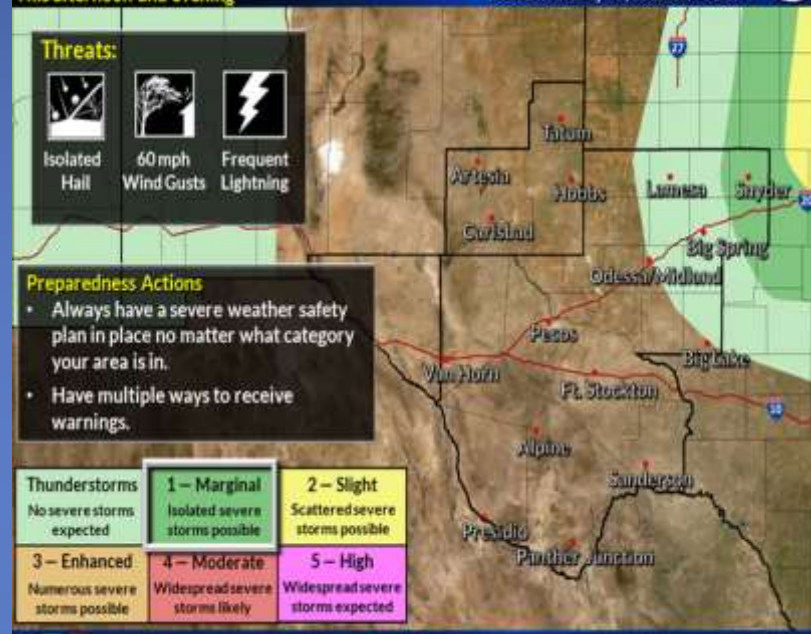 This Afternoon and Evening
Threats:
Isolated
Hail
60 mph
Wind Gusts
Frequent
Lightning
27
Tatum
Artesia
Hobbs
Lamesa
Snyder
20
Carlsbad
Big Spring
Odessa/Midland
Preparedness Actions
• Always have a severe weather safety
plan in place no matter what category
your area is in.
• Have multiple ways to receive
warnings.
Pecos
Big Lake
Van Horn
Ft. Stockton
10
Alpine
Sanderson
Presidio
Panther Junction
Thunderstorms
No severe storms
expected
1 – Marginal
Isolated severe
storms possible
2 – Slight
Scattered severe
storms possible
3 – Enhanced
Numerous severe
storms possible
4 – Moderate
Widespread severe
storms likely
5 – High
Widespread severe
storms expected